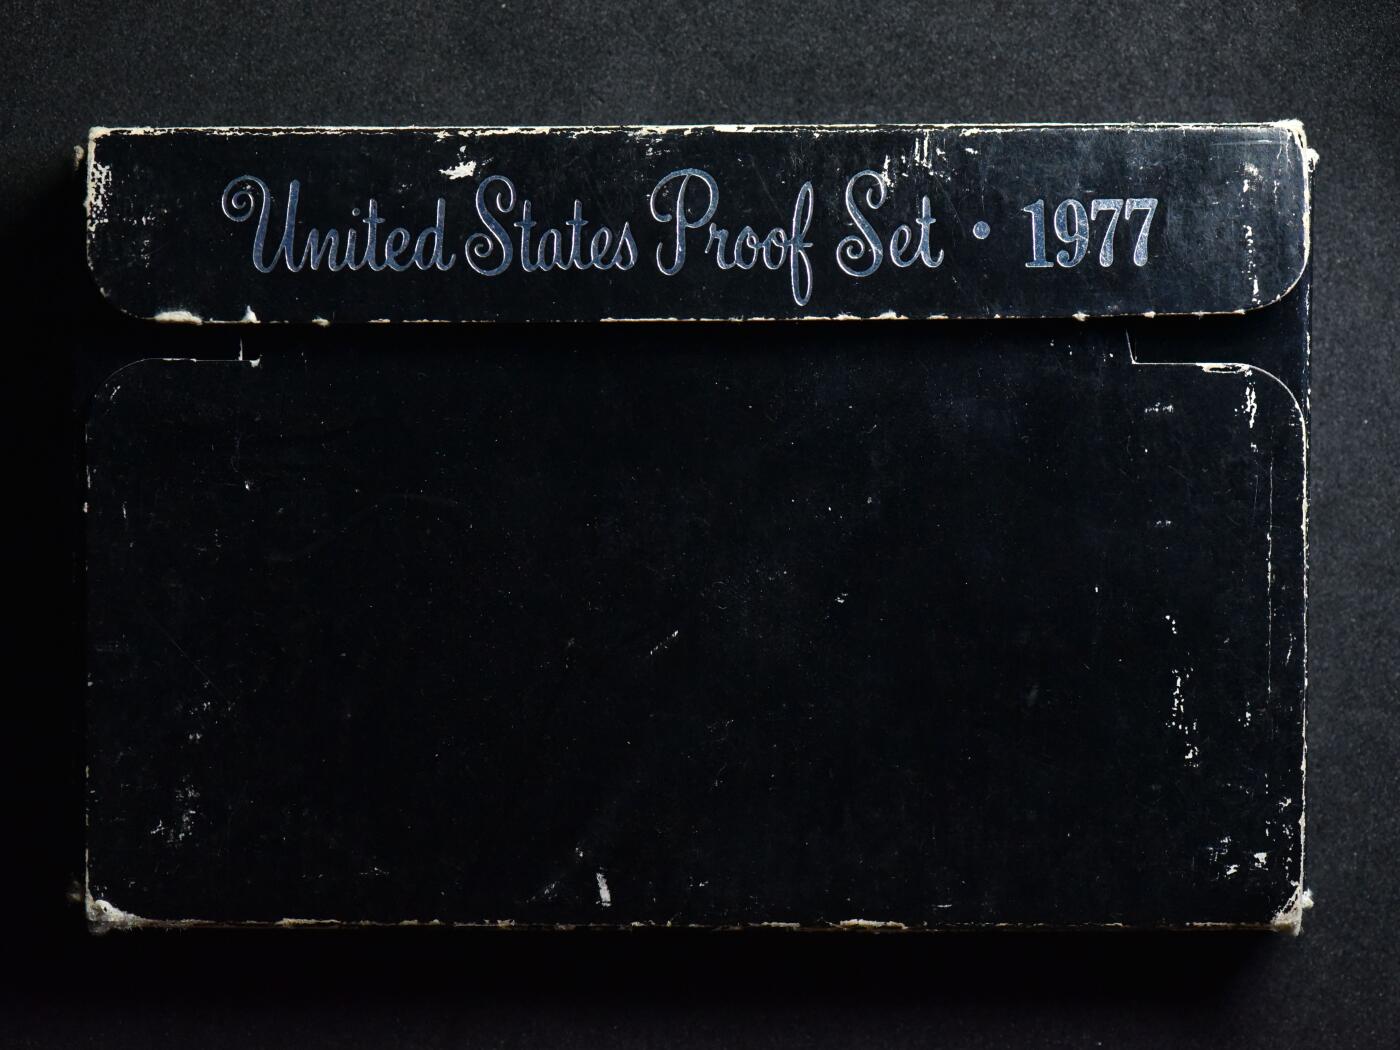 United States Proof Set • 1977